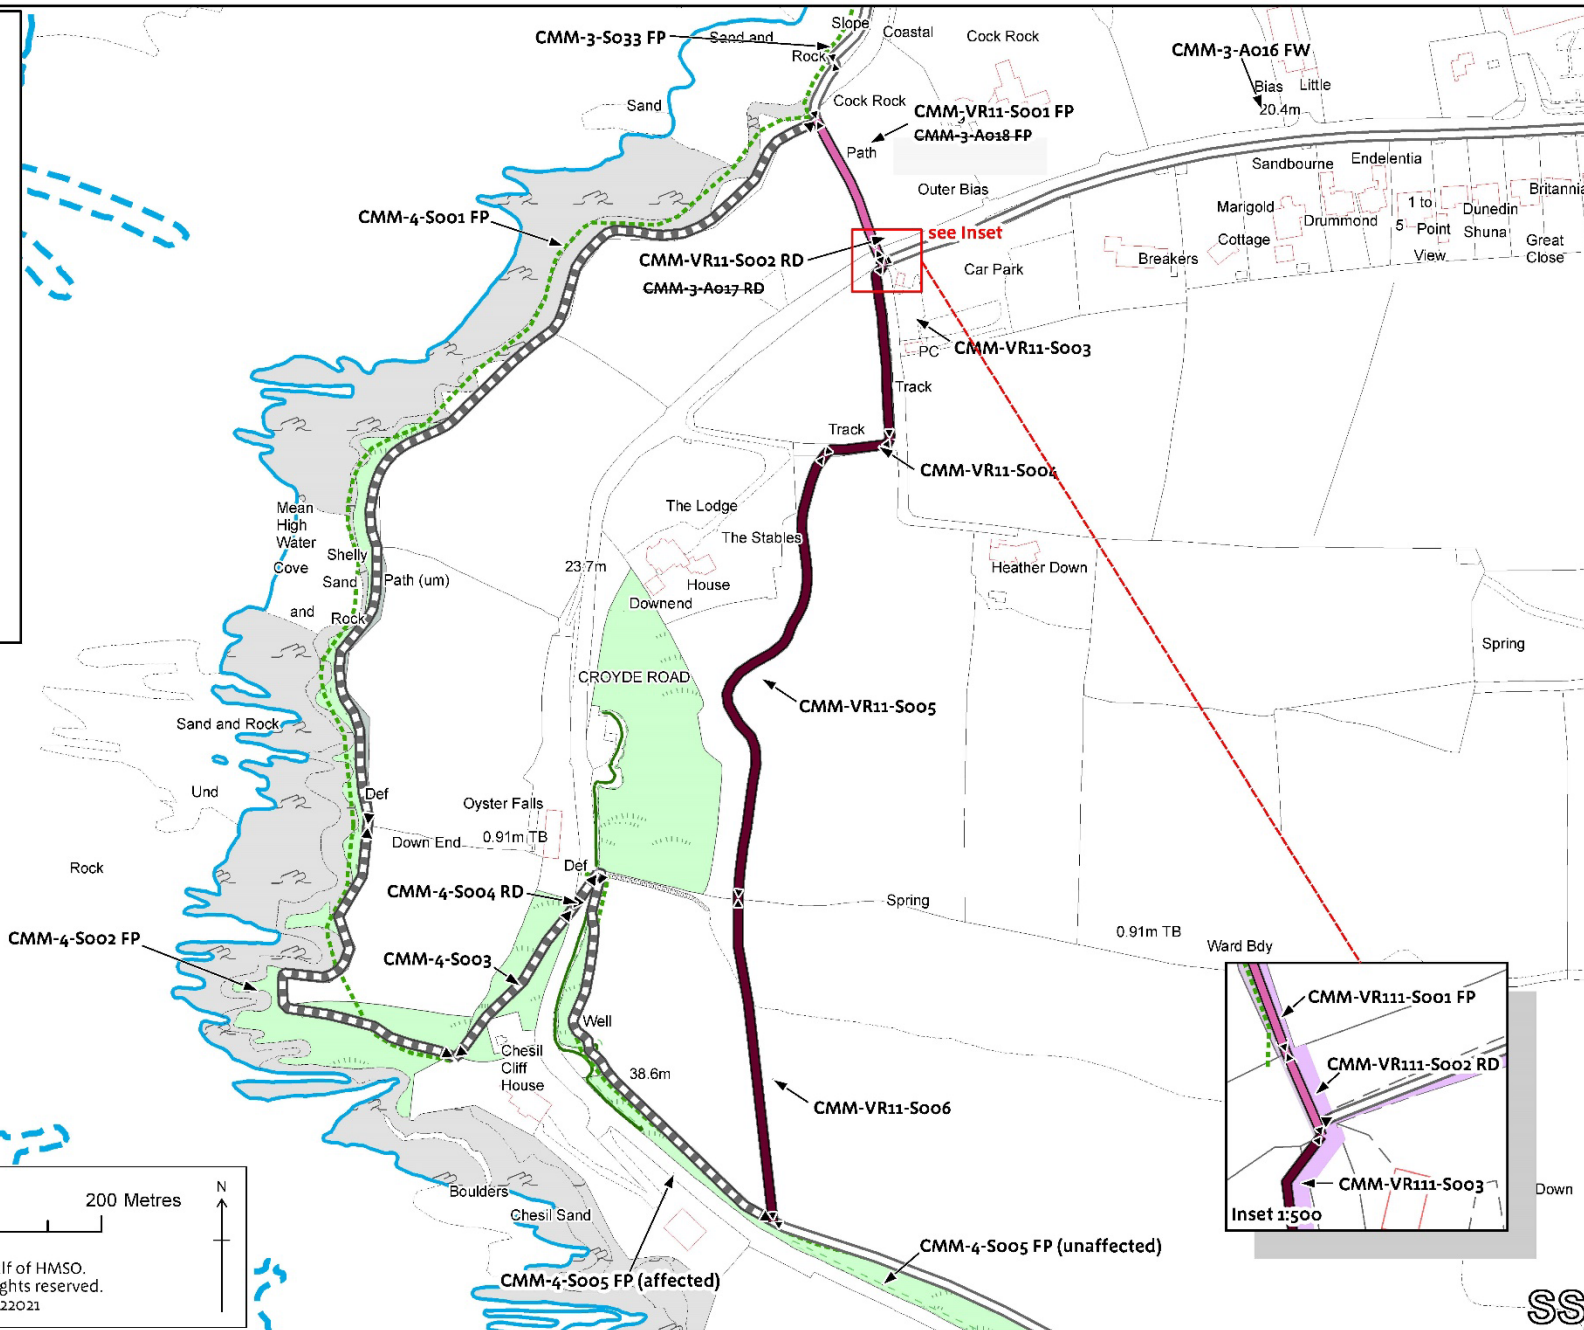 Slope
CMM-3-S033 FP
Sand and
Coastal
Cock Rock
Rock
CMM-3-A016 FW
Bias
Little
20.4m
Sand
Cock Rock
CMM-VR11-S001 FP
CMM-3-A018 FP
Path
Outer Bias
Sandbourne
Endelentia
Marigold
Cottage
Drummond
1 to
5
Point
View
Dunedin
Shuna
Britannia
Great
Close
CMM-4-S001 FP
see Inset
CMM-VR11-S002 RD
CMM-3-A017 RD
Car Park
Breakers
PC
CMM-VR11-S003
Track
Track
CMM-VR11-S004
Mean
High
Water
Cove
Shelly
Sand
and
Rock
Path (um)
The Lodge
The Stables
23.7m
House
Downend
Heather Down
Spring
CROYDE ROAD
CMM-VR11-S005
Sand and Rock
Und
Def
Oyster Falls
Down End
0.91m TB
Rock
Def
CMM-4-S004 RD
Spring
0.91m TB
Ward Bdy
CMM-4-S002 FP
CMM-4-S003
Well
Chesil
Cliff
House
38.6m
CMM-VR11-S006
CMM-VR111-S001 FP
CMM-VR111-S002 RD
CMM-VR111-S003
Inset 1:500
Down
200 Metres
N
lf of HMSO.
ghts reserved.
22021
Boulders
Chesil Sand
CMM-4-S005 FP (affected)
CMM-4-S005 FP (unaffected)
SS